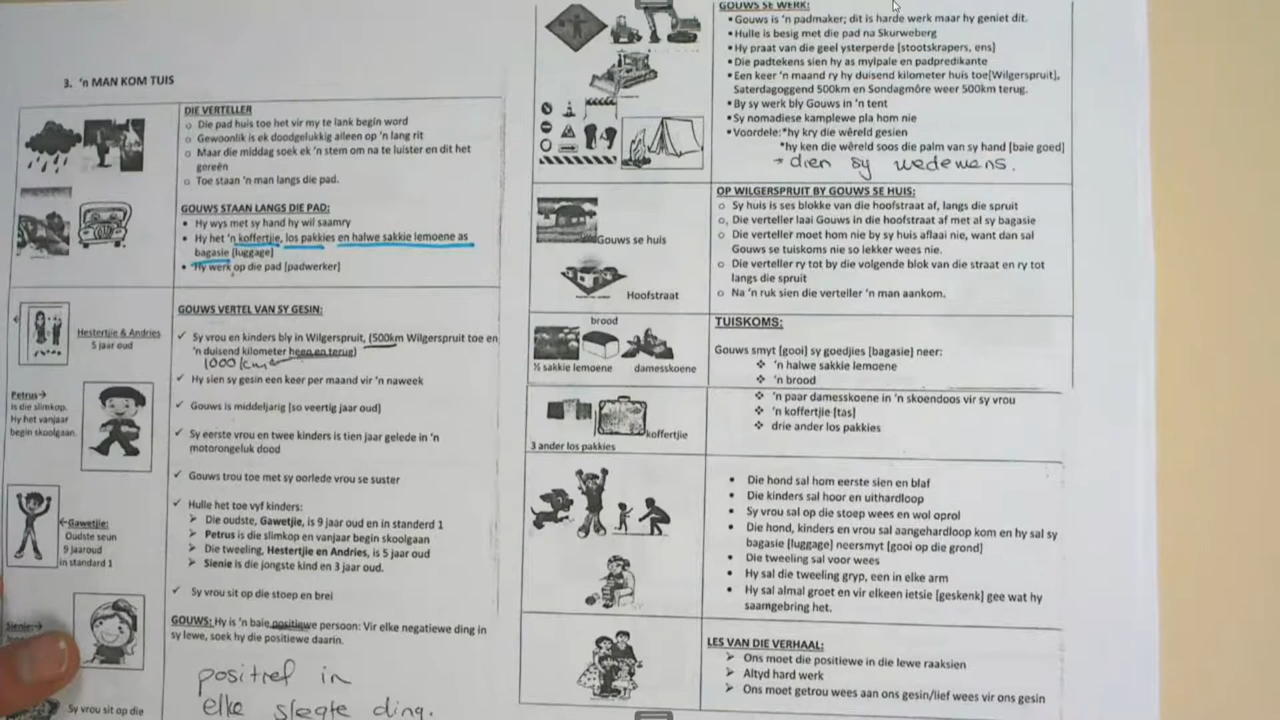 3. ‘n MAN KOM TUIS
DIE VERTELLER
Die pad huis toe het vir my te lank begin word
Gewoonlik is ek doodgelukkig alleen op ‘n lang rit
Maar die middag soek ek ‘n stem om na te luister en dit het
gereën
Toe staan ‘n man langs die pad.
GOUWS STAAN LANGS DIE PAD:
Hy wys met sy hand hy wil saamry
Hy het ‘n koffertjie, los pakkies en halwe sakkie lemoene as
bagasie [luggage]
Hy werk op die pad [padwerker]
Hestertjie & Andries
5 jaar oud
Petrus→
is die slimkop.
Hy het vanjaar
begin skoolgaan.
←Gawetjie:
Oudste seun
9 jaaroud
in standard 1
Sienie:→
Sy vrou sit op die
GOUWS VERTEL VAN SY GESIN:
Sy vrou en kinders bly in Wilgerspruit, (500km Wilgerspruit toe en
‘n duisend kilometer heen en terug)
1000 km
Hy sien sy gesin een keer per maand vir ‘n naweek
Gouws is middeljarig [so veertig jaar oud]
Sy eerste vrou en twee kinders is tien jaar gelede in ‘n
motorongeluk dood
Gouws trou toe met sy oorlede vrou se suster
Hulle het toe vyf kinders:
Die oudste, Gawetjie, is 9 jaar oud en in standerd 1
Petrus is die slimkop en vanjaar begin skoolgaan
Die tweeling, Hestertjie en Andries, is 5 jaar oud
Sienie is die jongste kind en 3 jaar oud.
Sy vrou sit op die stoep en brei
GOUWS: Hy is ‘n baie positiewe persoon: Vir elke negatiewe ding in
sy lewe, soek hy die positiewe daarin.
positief in
elke slegte ding.
GOUWS SE WERK:
Gouws is ‘n padmaker; dit is harde werk maar hy geniet dit.
Hulle is besig met die pad na Skurweberg
Hy praat van die geel ysterperde [stootskrapers, ens]
Die padtekens sien hy as mylpale en padpredikante
Een keer ‘n maand ry hy duisend kilometer huis toe[Wilgerspruit],
Saterdagoggend 500km en Sondagmôre weer 500km terug.
By sy werk bly Gouws in ‘n tent
Sy nomadiese kamplewe pla hom nie
Voordele:*hy kry die wêreld gesien
*hy ken die wêreld soos die palm van sy hand [baie goed]
* dien sy medemens.
Gouws se huis
Hoofstraat
OP WILGERSPRUIT BY GOUWS SE HUIS:
Sy huis is ses blokke van die hoofstraat af, langs die spruit
Die verteller laai Gouws in die hoofstraat af met al sy bagasie
Die verteller moet hom nie by sy huis aflaai nie, want dan sal
Gouws se tuiskoms nie so lekker wees nie.
Die verteller ry tot by die volgende blok van die straat en ry tot
langs die spruit
Na ‘n ruk sien die verteller ‘n man aankom.
brood
½ sakkie lemoene damesskoene
koffertjie
3 ander los pakkies
TUISKOMS:
Gouws smyt [gooi] sy goedjies [bagasie] neer:
‘n halwe sakkie lemoene
‘n brood
‘n paar damesskoene in ‘n skoendoos vir sy vrou
‘n koffertjie [tas]
drie ander los pakkies
Die hond sal hom eerste sien en blaf
Die kinders sal hoor en uithardloop
Sy vrou sal op die stoep wees en wol oprol
Die hond, kinders en vrou sal aangehardloop kom en hy sal sy
bagasie [luggage] neersmyt [gooi op die grond]
Die tweeling sal voor wees
Hy sal die tweeling gryp, een in elke arm
Hy sal almal groet en vir elkeen ietsie [geskenk] gee wat hy
saamgebring het.
LES VAN DIE VERHAAL:
Ons moet die positiewe in die lewe raaksien
Altyd hard werk
Ons moet getrou wees aan ons gesin/lief wees vir ons gesin